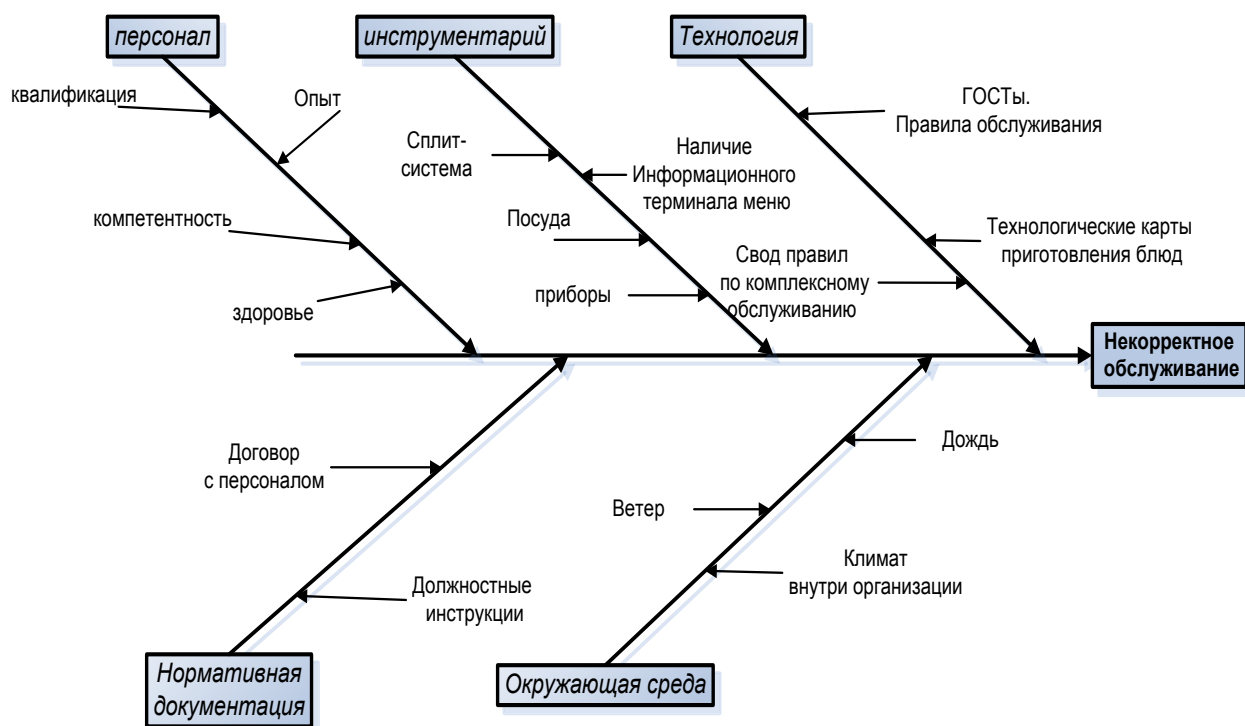 персонал
инструментарий
Технология
квалификация
Опыт
компетентность
здоровье
Сплит-
система
Наличие
Информационного
терминала меню
Посуда
приборы
ГОСТы.
Правила обслуживания
Технологические карты
приготовления блюд
Свод правил
по комплексному
обслуживанию
Некорректное
обслуживание
Договор
с персоналом
Должностные
инструкции
Дождь
Ветер
Климат
внутри организации
Нормативная
документация
Окружающая среда